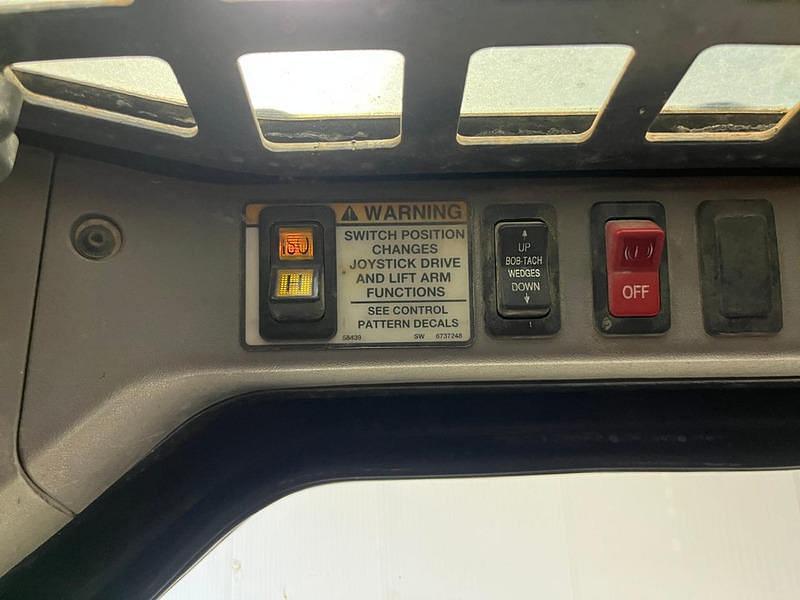 WARNING
SWITCH POSITION
CHANGES
JOYSTICK DRIVE
AND LIFT ARM
FUNCTIONS
SEE CONTROL
PATTERN DECALS
58439 SW 6737248
ISO
H
UP
BOB-TACH
WEDGES
DOWN
OFF